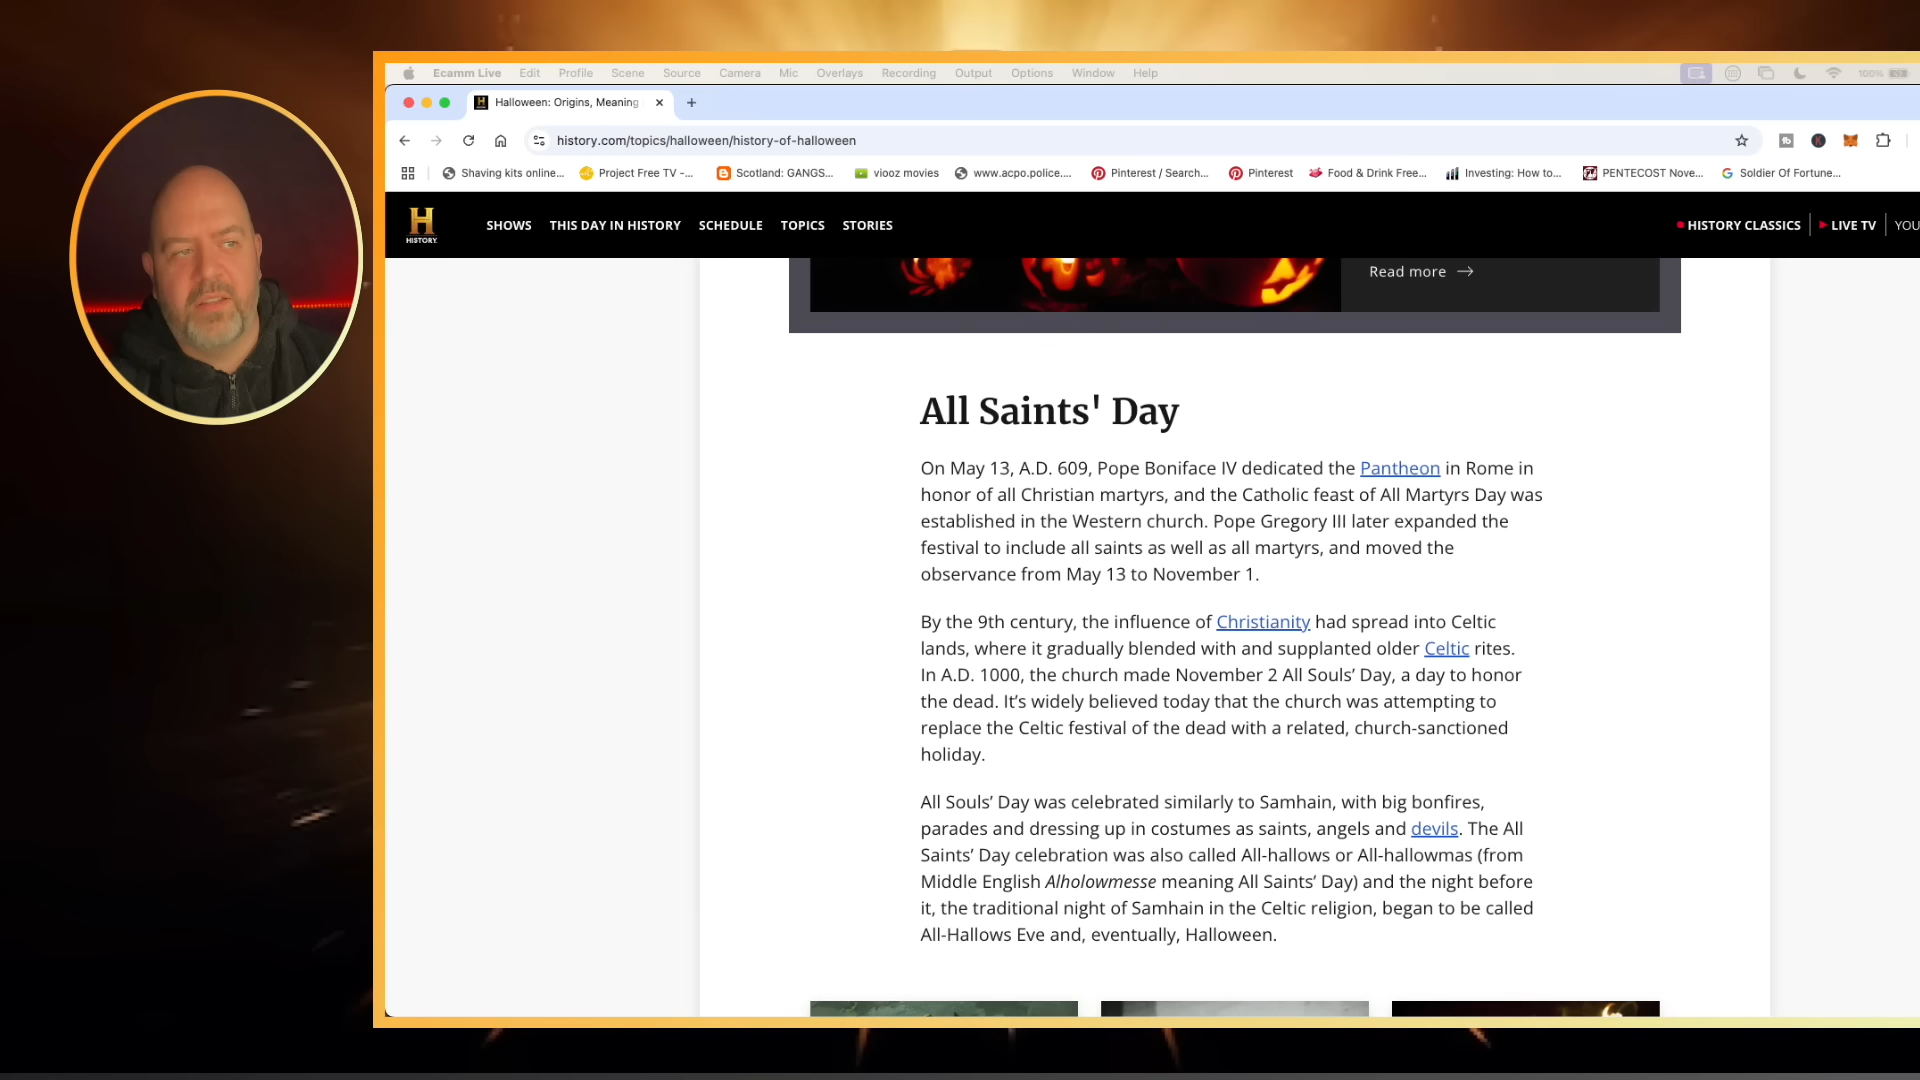 Ecamm Live Edit Profile Scene Source Camera Mic Overlays Recording Output Options Window Help 100%
Halloween: Origins, Meaning
history.com/topics/halloween/history-of-halloween
Shaving kits online... Project Free TV -... Scotland: GANGS... viooz movies www.acpo.police.... Pinterest / Search... Pinterest Food & Drink Free... Investing: How to... PENTECOST Nove... Soldier Of Fortune...
H HISTORY. SHOWS THIS DAY IN HISTORY SCHEDULE TOPICS STORIES HISTORY CLASSICS LIVE TV YOU
Read more
All Saints' Day
On May 13, A.D. 609, Pope Boniface IV dedicated the Pantheon in Rome in
honor of all Christian martyrs, and the Catholic feast of All Martyrs Day was
established in the Western church. Pope Gregory III later expanded the
festival to include all saints as well as all martyrs, and moved the
observance from May 13 to November 1.
By the 9th century, the influence of Christianity had spread into Celtic
lands, where it gradually blended with and supplanted older Celtic rites.
In A.D. 1000, the church made November 2 All Souls’ Day, a day to honor
the dead. It’s widely believed today that the church was attempting to
replace the Celtic festival of the dead with a related, church-sanctioned
holiday.
All Souls’ Day was celebrated similarly to Samhain, with big bonfires,
parades and dressing up in costumes as saints, angels and devils. The All
Saints’ Day celebration was also called All-hallows or All-hallowmas (from
Middle English Alholowmesse meaning All Saints’ Day) and the night before
it, the traditional night of Samhain in the Celtic religion, began to be called
All-Hallows Eve and, eventually, Halloween.